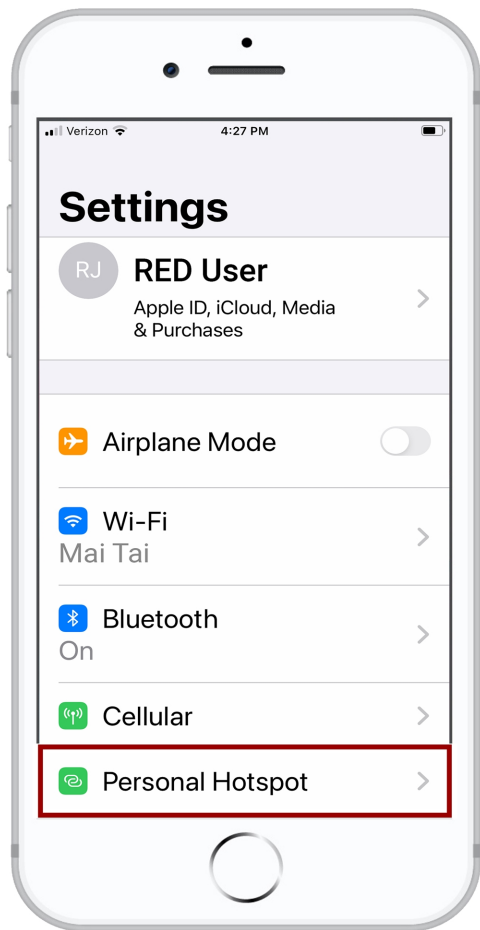 Verizon 4:27 PM
Settings
RJ
RED User
Apple ID, iCloud, Media
& Purchases
Airplane Mode
Wi-Fi
Mai Tai
Bluetooth
On
Cellular
Personal Hotspot